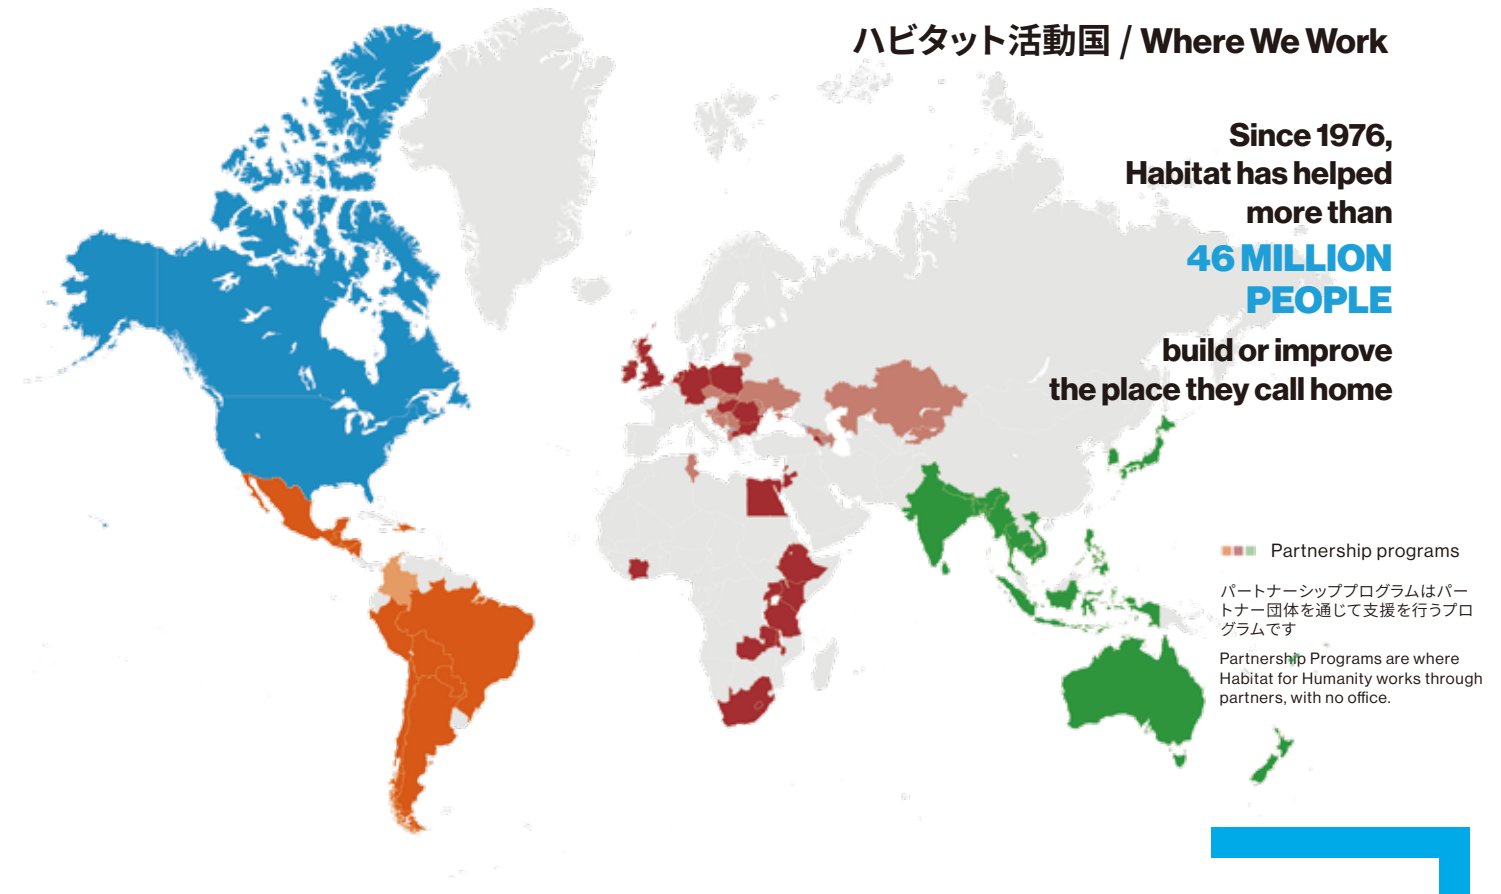 ハビタット活動国 / Where We Work
Since 1976,
Habitat has helped
more than
46 MILLION
PEOPLE
build or improve
the place they call home
Partnership programs
パートナーシッププログラムはパー
トナー団体を通じて支援を行うプロ
グラムです
Partnership Programs are where
Habitat for Humanity works through
partners, with no office.